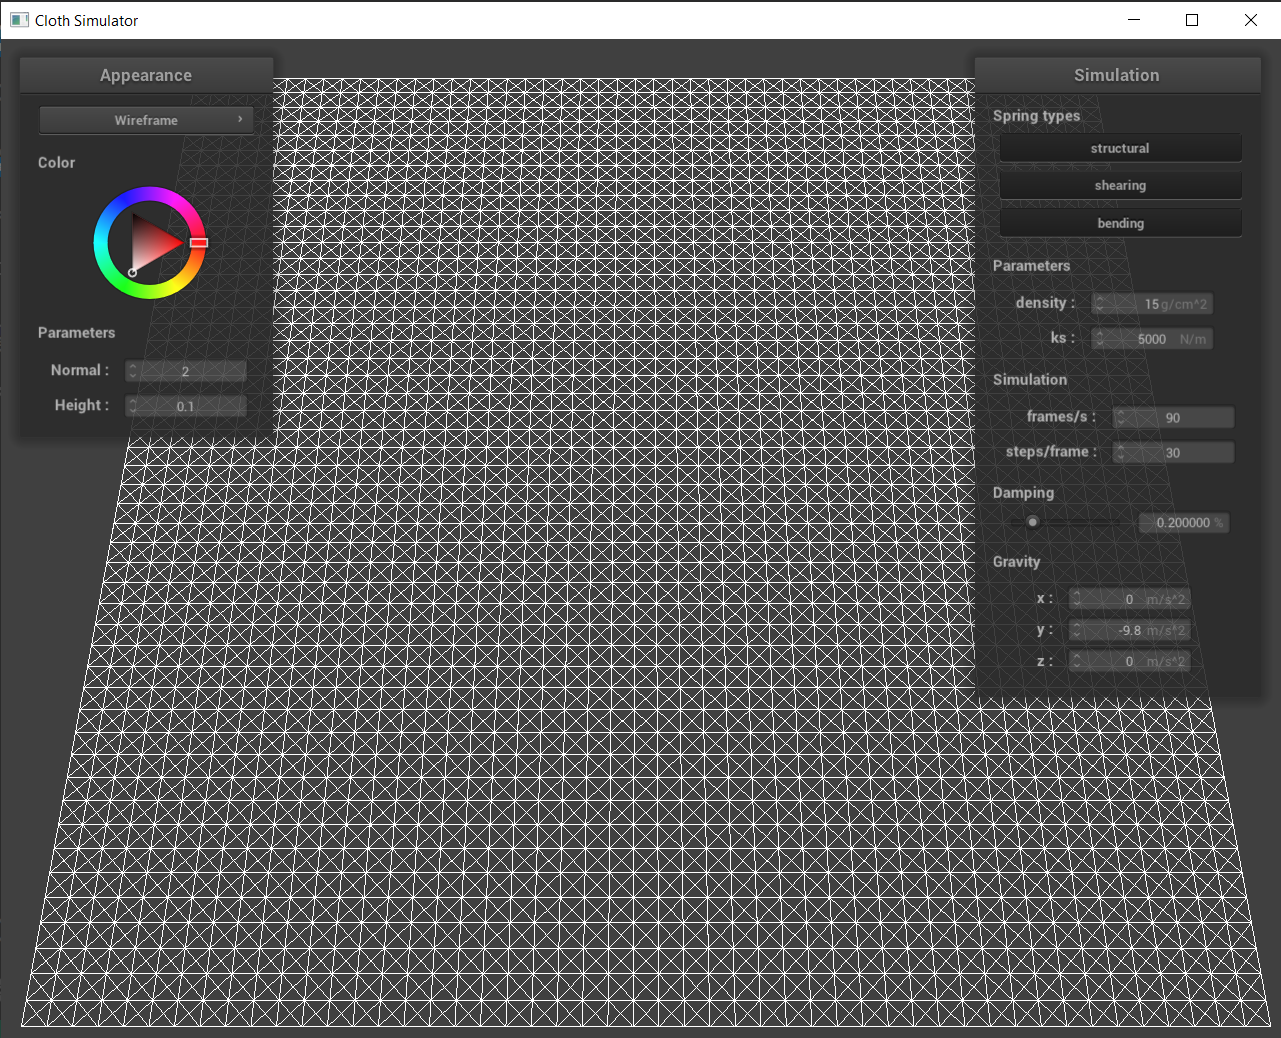 Cloth Simulator
Appearance
Wireframe
Color
Parameters
Normal : 2
Height : 0.1
Simulation
Spring types
structural
shearing
bending
Parameters
density : 15 g/cm^2
ks : 5000 N/m
Simulation
frames/s : 90
steps/frame : 30
Damping
0.200000 %
Gravity
x : 0 m/s^2
y : -9.8 m/s^2
z : 0 m/s^2